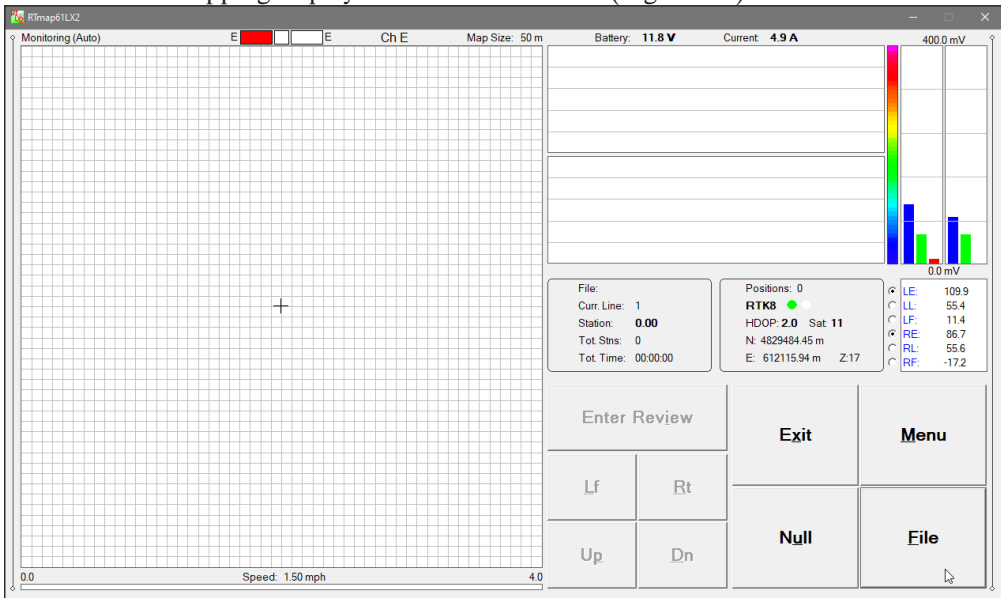 RTmap61LX2
Monitoring (Auto) E E Ch E Map Size: 50 m Battery: 11.8 V Current: 4.9 A 400.0 mV
0.0 mV
File:
Curr. Line: 1
Station: 0.00
Tot. Stns: 0
Tot. Time: 00:00:00
Positions: 0
RTK8
HDOP: 2.0 Sat: 11
N: 4829484.45 m
E: 612115.94 m Z:17
LE: 109.9
LL: 55.4
LF: 11.4
RE: 86.7
RL: 55.6
RF: -17.2
Enter Review
Exit
Menu
Lf
Rt
Up
Dn
Null
File
0.0 Speed: 1.50 mph 4.0